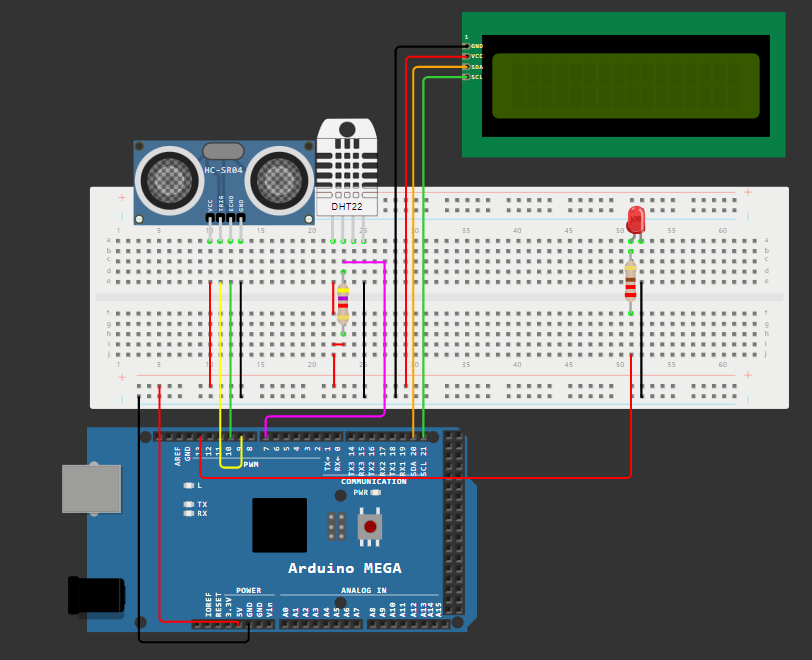 1
GND
VCC
SDA
SCL
HC-SR04
VCC
TRIG
ECHO
GND
DHT22
+ +
1 5 10 15 20 25 30 35 40 45 50 55 60
a a
b b
c c
d d
e e
f f
g g
h h
i i
j j
1 5 10 15 20 25 30 35 40 45 50 55 60
+ +
AREF
GND
13
12
11
10
9
8
7
6
5
4
3
2
TX→ 1
RX← 0
TX3 14
RX3 15
TX2 16
RX2 17
TX1 18
RX1 19
SDA 20
SCL 21
PWM
COMMUNICATION
L
PWR
TX
RX
Arduino MEGA
POWER
ANALOG IN
IOREF
RESET
3.3V
5V
GND
GND
Vin
A0
A1
A2
A3
A4
A5
A6
A7
A8
A9
A10
A11
A12
A13
A14
A15